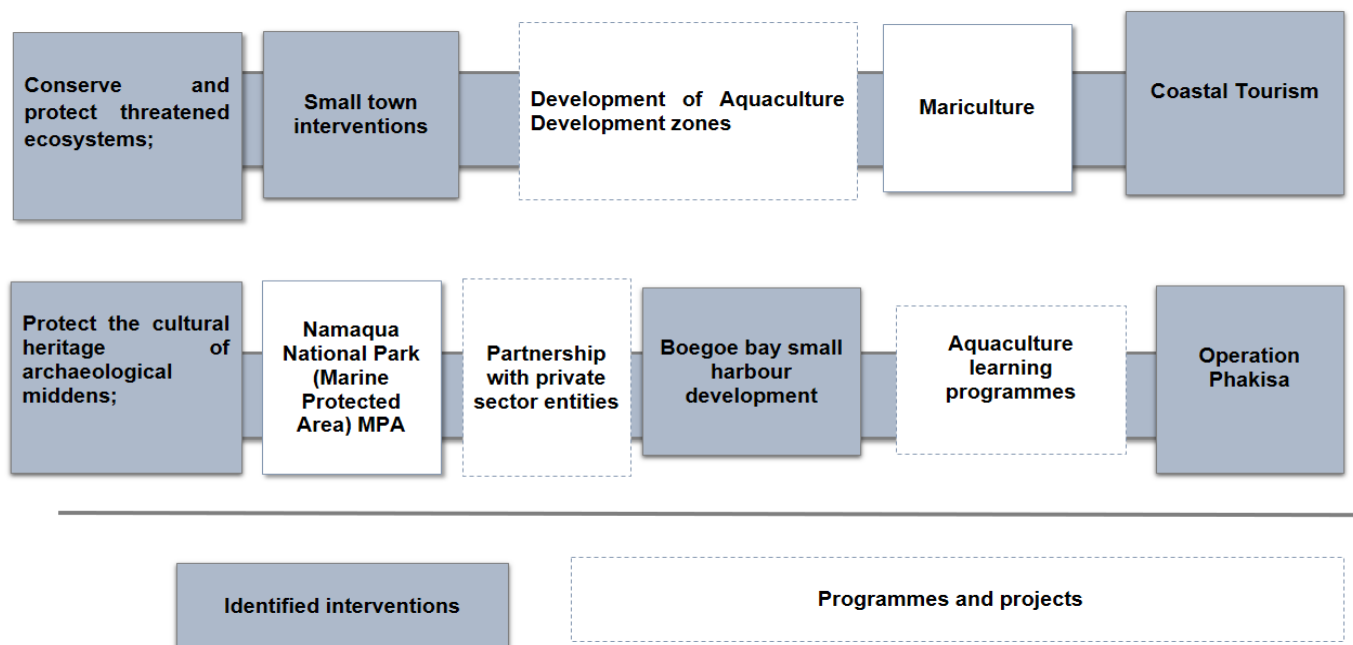 Conserve and
protect threatened
ecosystems;
Small town
interventions
Development of Aquaculture
Development zones
Mariculture
Coastal Tourism
Protect the cultural
heritage of
archaeological
middens;
Namaqua
National Park
(Marine
Protected
Area) MPA
Partnership
with private
sector entities
Boegoe bay small
harbour
development
Aquaculture
learning
programmes
Operation
Phakisa
Identified interventions
Programmes and projects